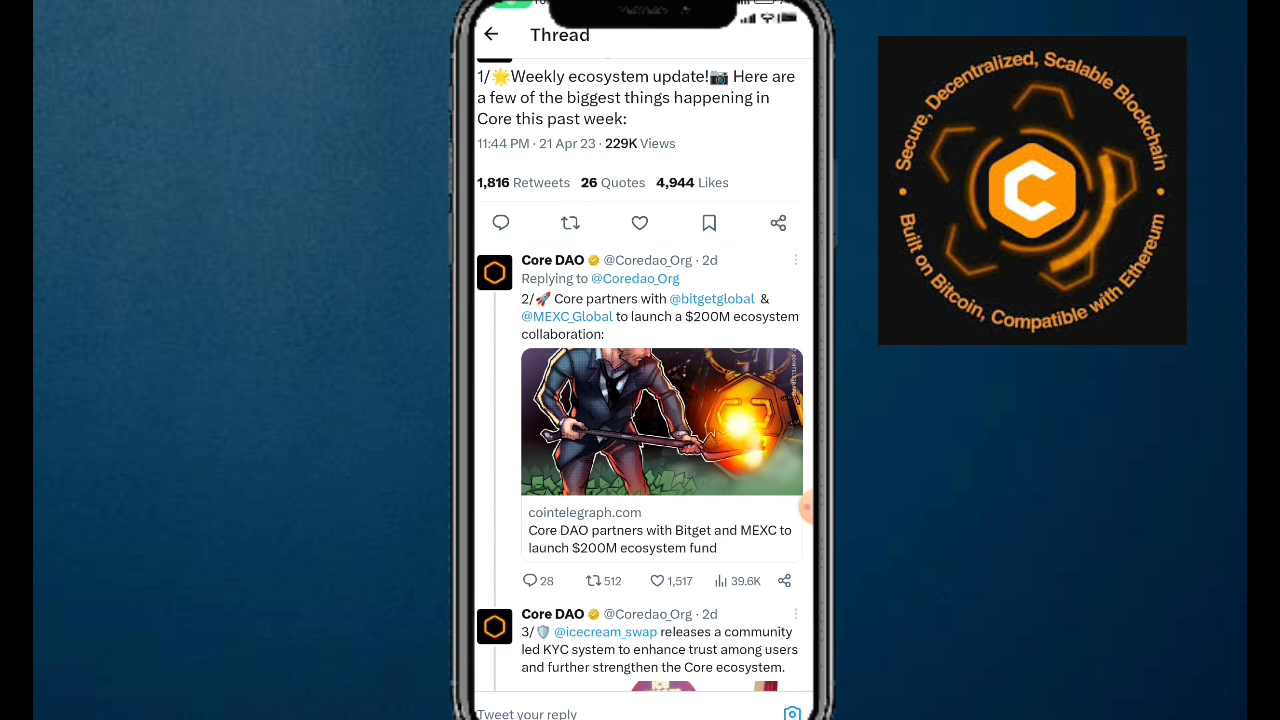 Thread
1/🌟Weekly ecosystem update!📷 Here are
a few of the biggest things happening in
Core this past week:
11:44 PM · 21 Apr 23 · 229K Views
1,816 Retweets 26 Quotes 4,944 Likes
Core DAO @Coredao_Org · 2d
Replying to @Coredao_Org
2/🚀 Core partners with @bitgetglobal &
@MEXC_Global to launch a $200M ecosystem
collaboration:
COINTELEGRAPH
cointelegraph.com
Core DAO partners with Bitget and MEXC to
launch $200M ecosystem fund
28 512 1,517 39.6K
Core DAO @Coredao_Org · 2d
3/🛡️ @icecream_swap releases a community
led KYC system to enhance trust among users
and further strengthen the Core ecosystem.
Tweet your reply
Secure, Decentralized, Scalable Blockchain
Built on Bitcoin, Compatible with Ethereum